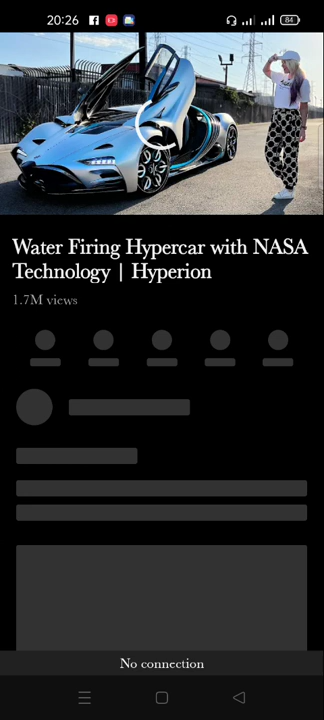 20:26
84
Water Firing Hypercar with NASA
Technology | Hyperion
1.7M views
No connection